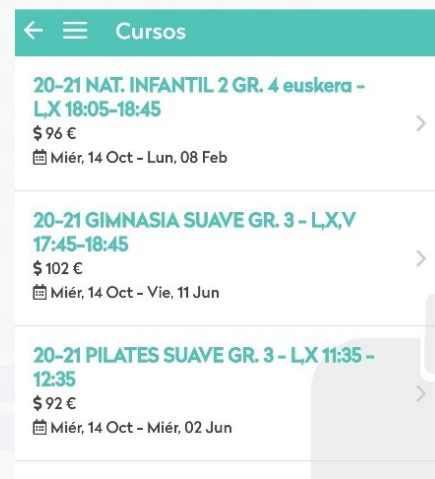 Cursos
20-21 NAT. INFANTIL 2 GR. 4 euskera -
L,X 18:05-18:45
$ 96 €
Miér, 14 Oct - Lun, 08 Feb
20-21 GIMNASIA SUAVE GR. 3 - L,X,V
17:45-18:45
$ 102 €
Miér, 14 Oct - Vie, 11 Jun
20-21 PILATES SUAVE GR. 3 - L,X 11:35 -
12:35
$ 92 €
Miér, 14 Oct - Miér, 02 Jun